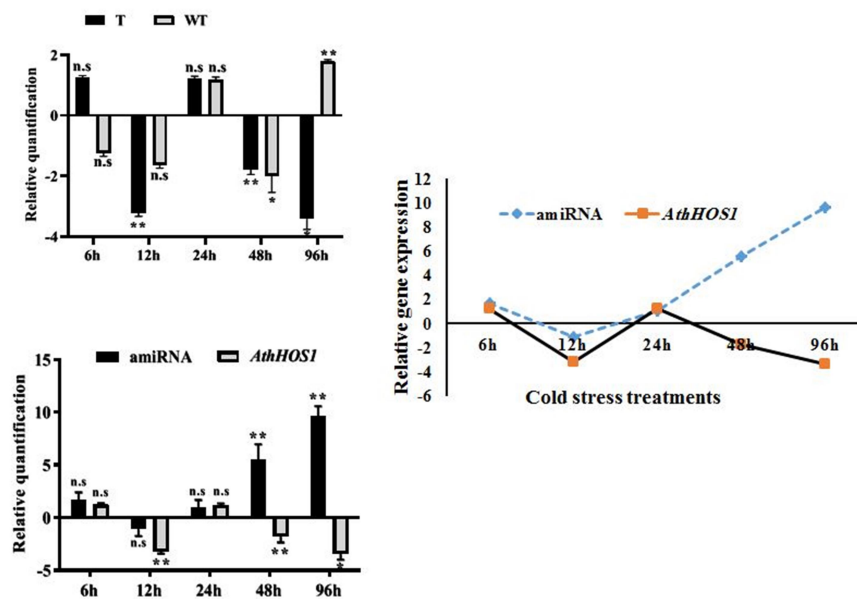 T WT
Relative quantification
2
0
-2
-4
n.s n.s n.s n.s **
n.s n.s
** ** * *
6h 12h 24h 48h 96h
amiRNA AthHOS1
Relative quantification
15
10
5
0
-5
n.s n.s n.s n.s ** **
n.s ** ** *
6h 12h 24h 48h 96h
Relative gene expression
12
10
8
6
4
2
0
-2
-4
-6
amiRNA AthHOS1
6h 12h 24h 48h 96h
Cold stress treatments